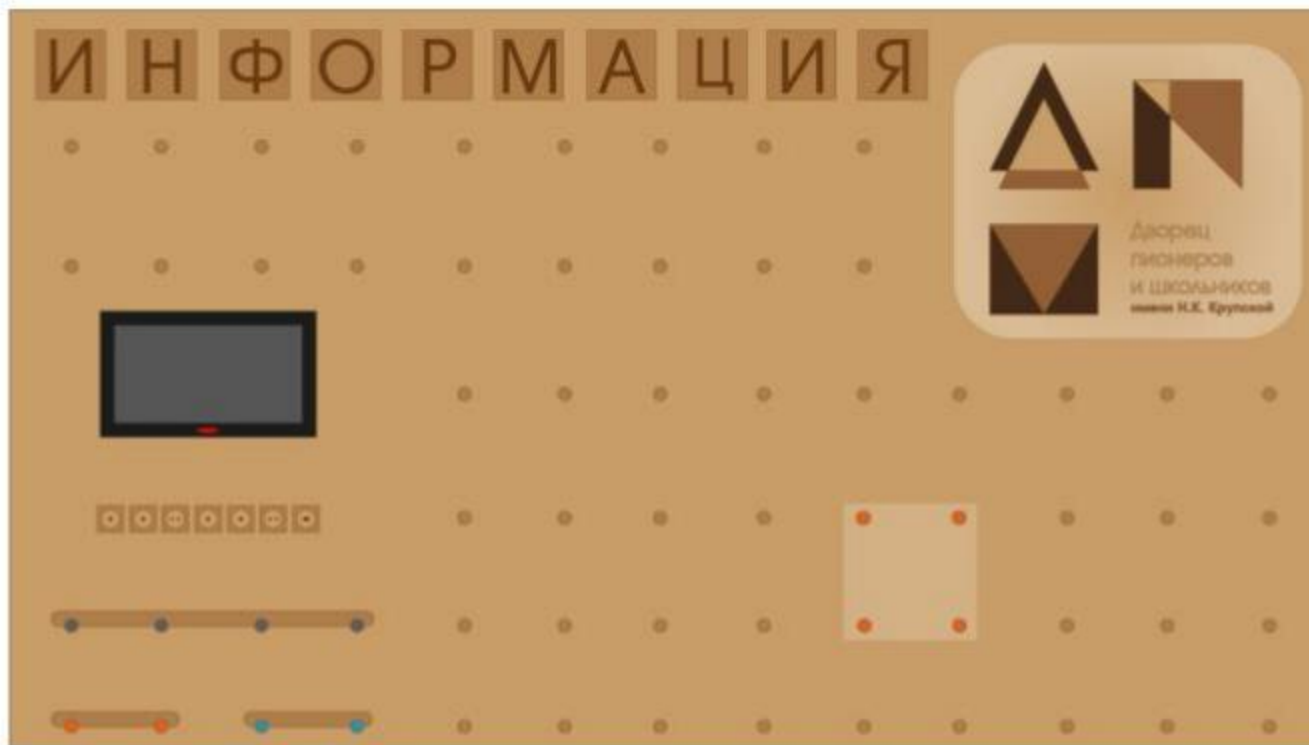 ИНФОРМАЦИЯ
Дворец
пионеров
и школьников
имени Н.К. Крупской